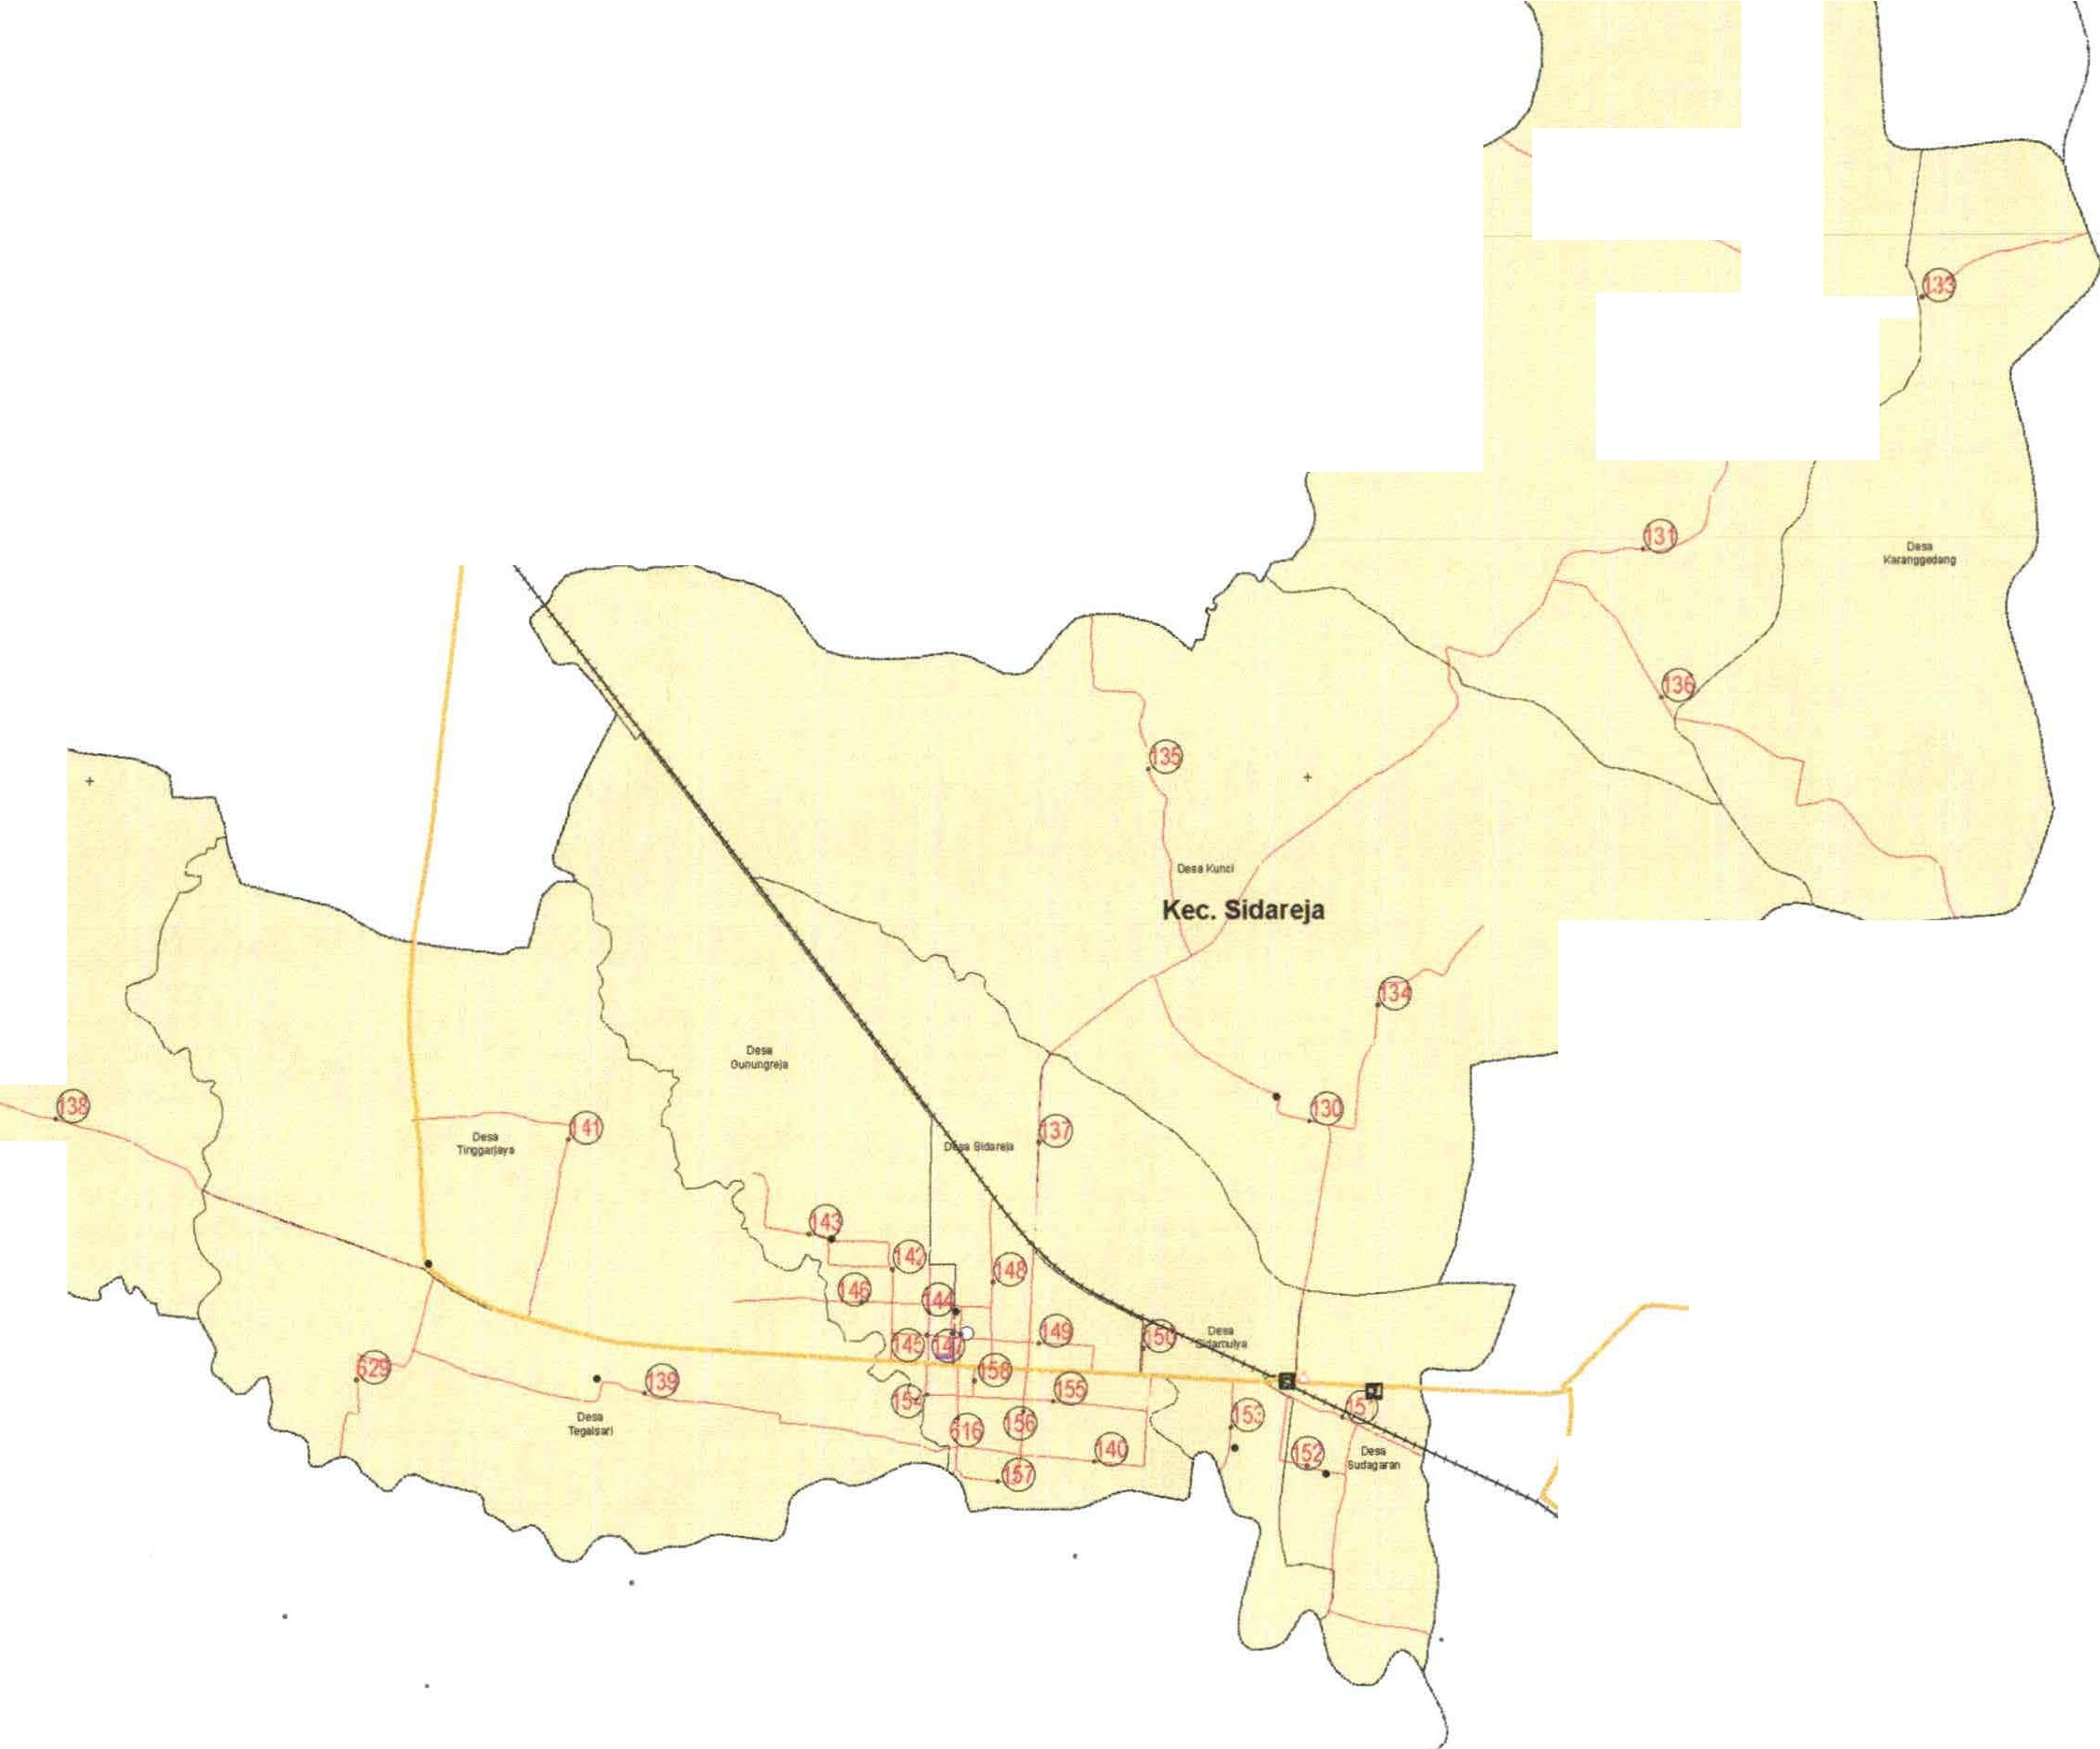 133
131
Desa
Karanggedang
136
135
Desa Kunci
Kec. Sidareja
134
Desa
Gunungreja
138
130
141
137
Desa
Tinggarjaya
Desa Sidareja
143
142
148
146
144
149
150
Desa
Sidamulya
145
147
629
139
158
155
154
153
Desa
Tegalsari
616
156
140
152
Desa
Sudagaran
157